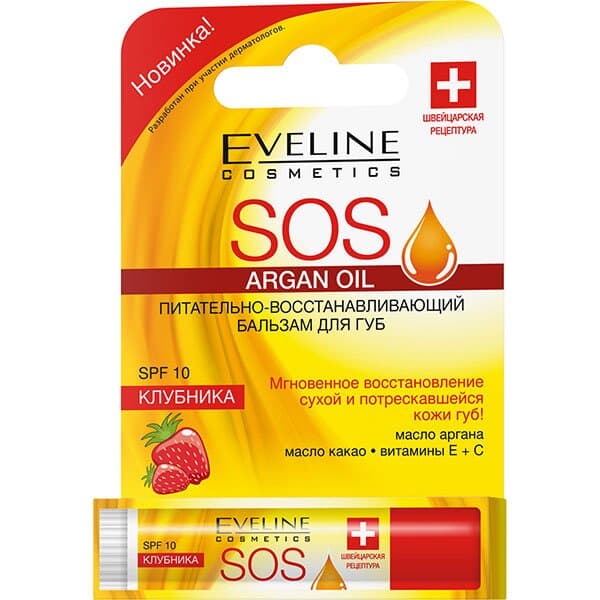 Новинка!
Разработан при участии дерматологов.
ШВЕЙЦАРСКАЯ
РЕЦЕПТУРА
EVELINE
COSMETICS
SOS
ARGAN OIL
ПИТАТЕЛЬНО-ВОССТАНАВЛИВАЮЩИЙ
БАЛЬЗАМ ДЛЯ ГУБ
SPF 10
КЛУБНИКА
Мгновенное восстановление
сухой и потрескавшейся
кожи губ!
масло аргана
масло какао • витамины Е + С
SPF 10
КЛУБНИКА
EVELINE
COSMETICS
SOS
ШВЕЙЦАРСКАЯ
РЕЦЕПТУРА